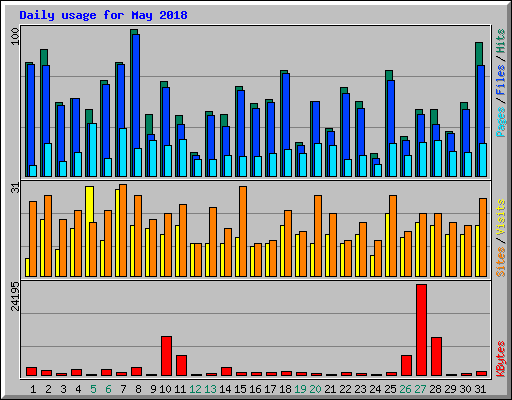 Daily usage for May 2018
100
Pages / Files / Hits
31
Sites / Visits
24195
KBytes
1 2 3 4 5 6 7 8 9 10 11 12 13 14 15 16 17 18 19 20 21 22 23 24 25 26 27 28 29 30 31